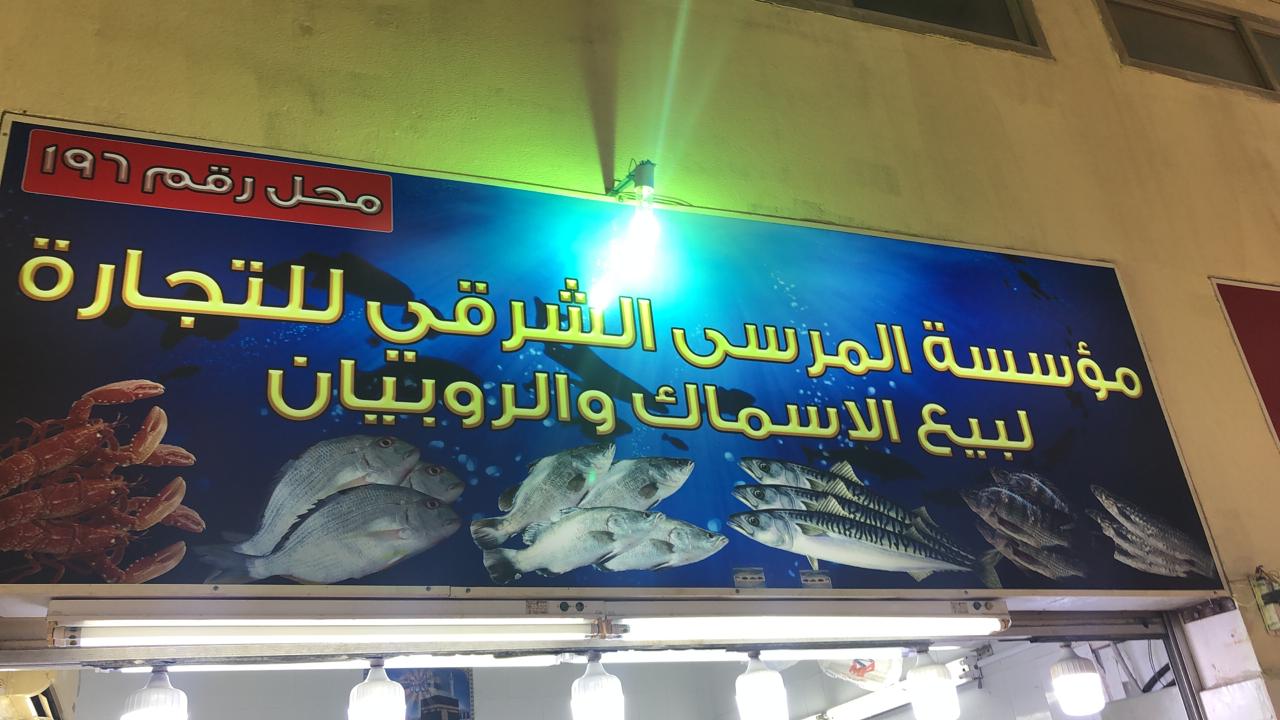 محل رقم ١٩٦
مؤسسة المرسى الشرقي للتجارة
لبيع الاسماك والروبيان